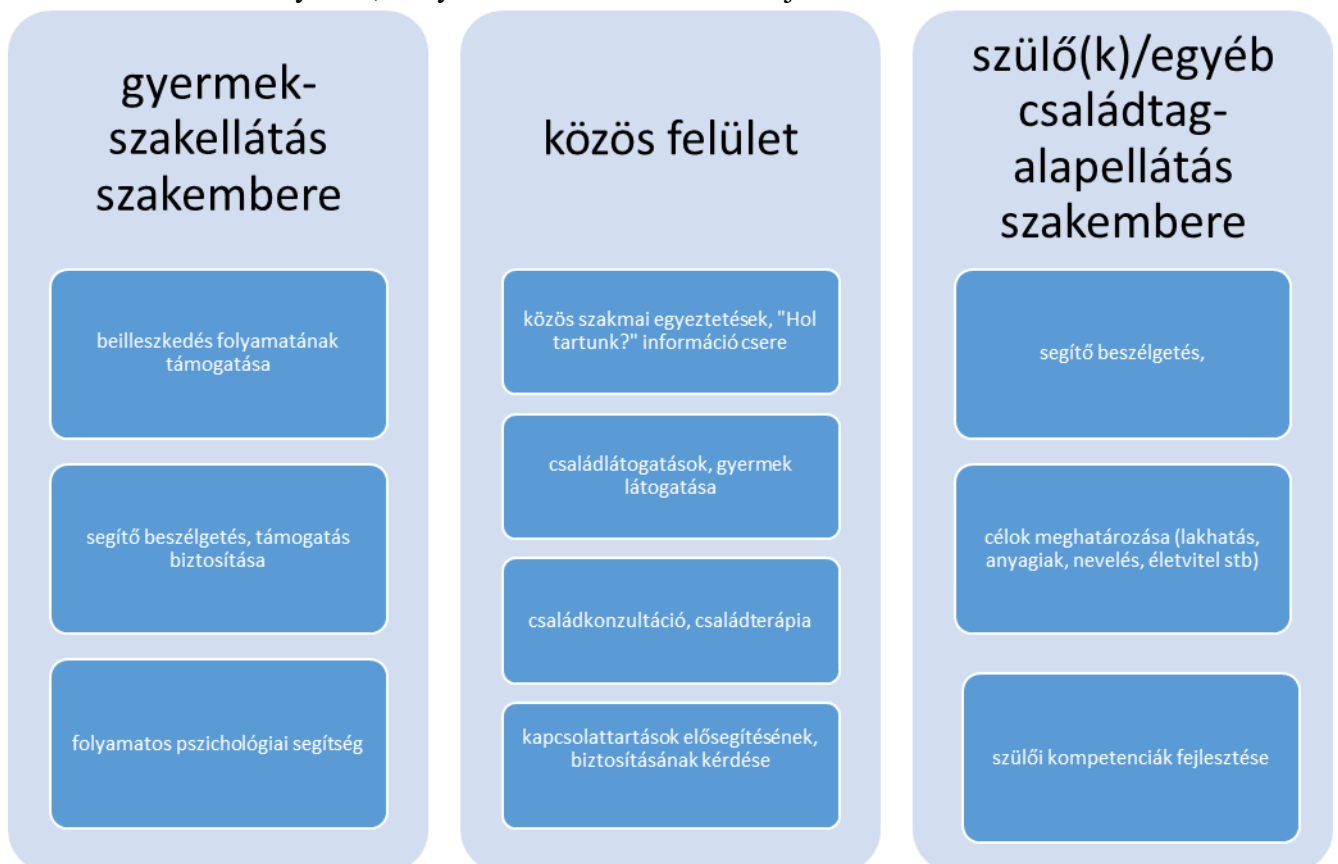 gyermek-
szakellátás
szakembere
beilleszkedés folyamatának
támogatása
segítő beszélgetés, támogatás
biztosítása
folyamatos pszichológiai segítség
közös felület
közös szakmai egyeztetések, "Hol
tartunk?" információ csere
családlátogatások, gyermek
látogatása
családkonzultáció, családterápia
kapcsolattartások elősegítésének,
biztosításának kérdése
szülő(k)/egyéb
családtag-
alapellátás
szakembere
segítő beszélgetés,
célok meghatározása (lakhatás,
anyagiak, nevelés, életvitel stb)
szülői kompetenciák fejlesztése